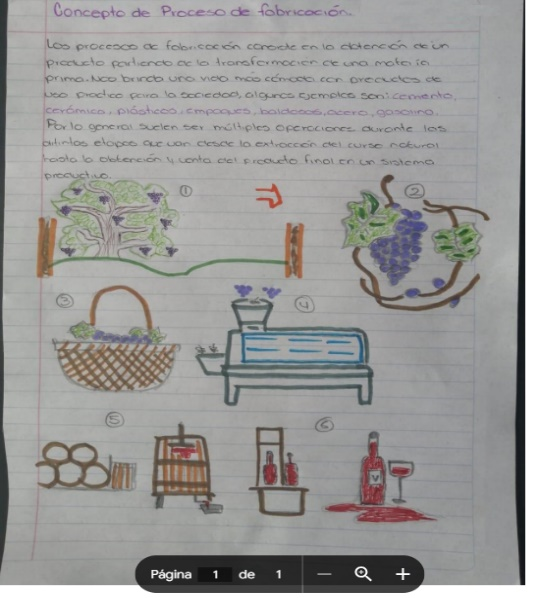 Concepto de Proceso de fabricación.
Los procesos de fabricación consiste en la obtención de un
producto partiendo de la transformación de una materia
prima. Nos brinda una vida más cómoda con productos de
uso practico para la sociedad, algunos ejemplos son: cemento,
cerámica, plásticos, empaques, baldosas, acero, gasolina.
Por lo general suelen ser múltiples operaciones durante las
distintas etapas que van desde la extracción del curso natural
hasta la obtención y venta del producto final en un sistema
productivo.
1
2
3
4
5
6
V
Página 1 de 1